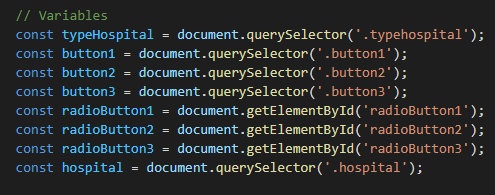 // Variables
const typeHospital = document.querySelector('.typehospital');
const button1 = document.querySelector('.button1');
const button2 = document.querySelector('.button2');
const button3 = document.querySelector('.button3');
const radioButton1 = document.getElementById('radioButton1');
const radioButton2 = document.getElementById('radioButton2');
const radioButton3 = document.getElementById('radioButton3');
const hospital = document.querySelector('.hospital');